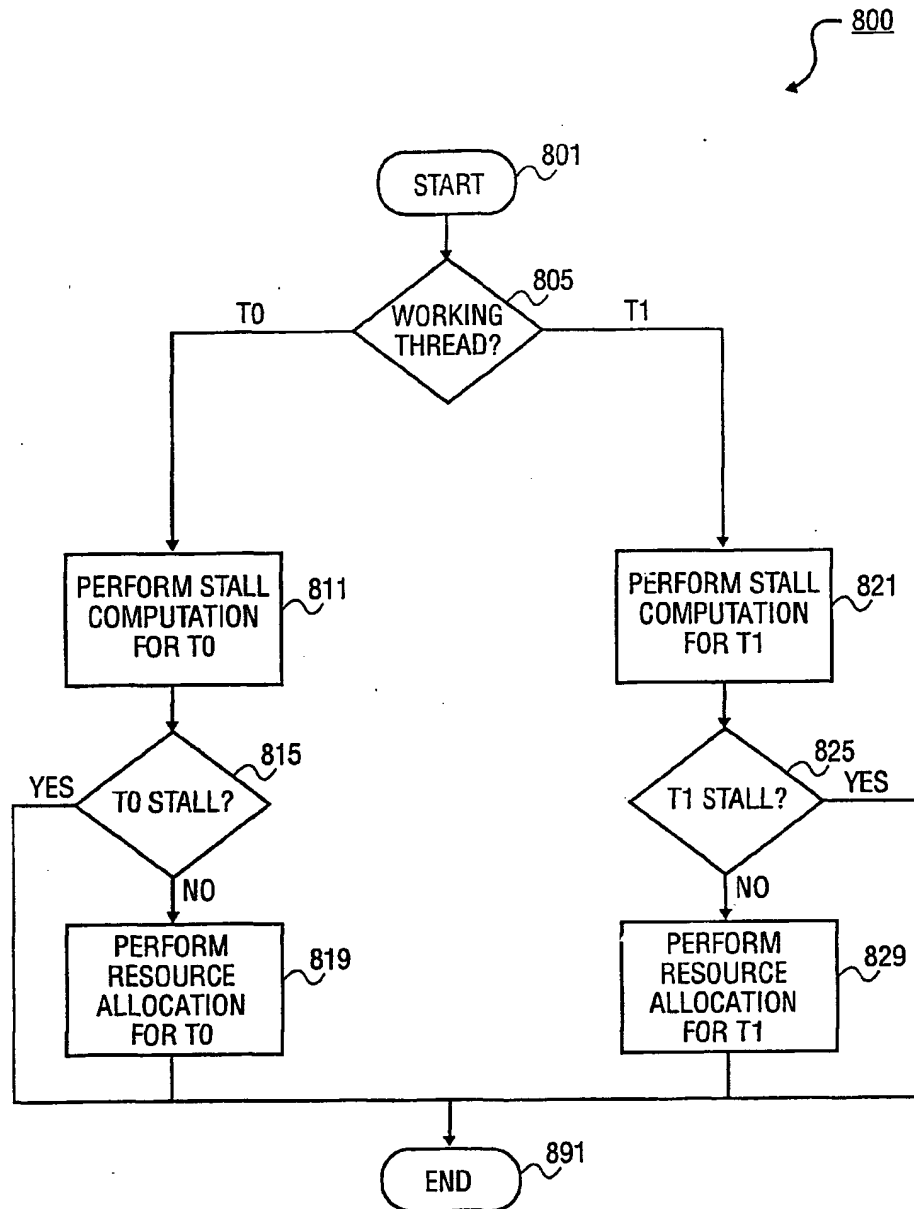 800
START
801
WORKING
THREAD?
805
T0
T1
PERFORM STALL
COMPUTATION
FOR T0
811
PERFORM STALL
COMPUTATION
FOR T1
821
T0 STALL?
815
YES
NO
T1 STALL?
825
YES
NO
PERFORM
RESOURCE
ALLOCATION
FOR T0
819
PERFORM
RESOURCE
ALLOCATION
FOR T1
829
END
891